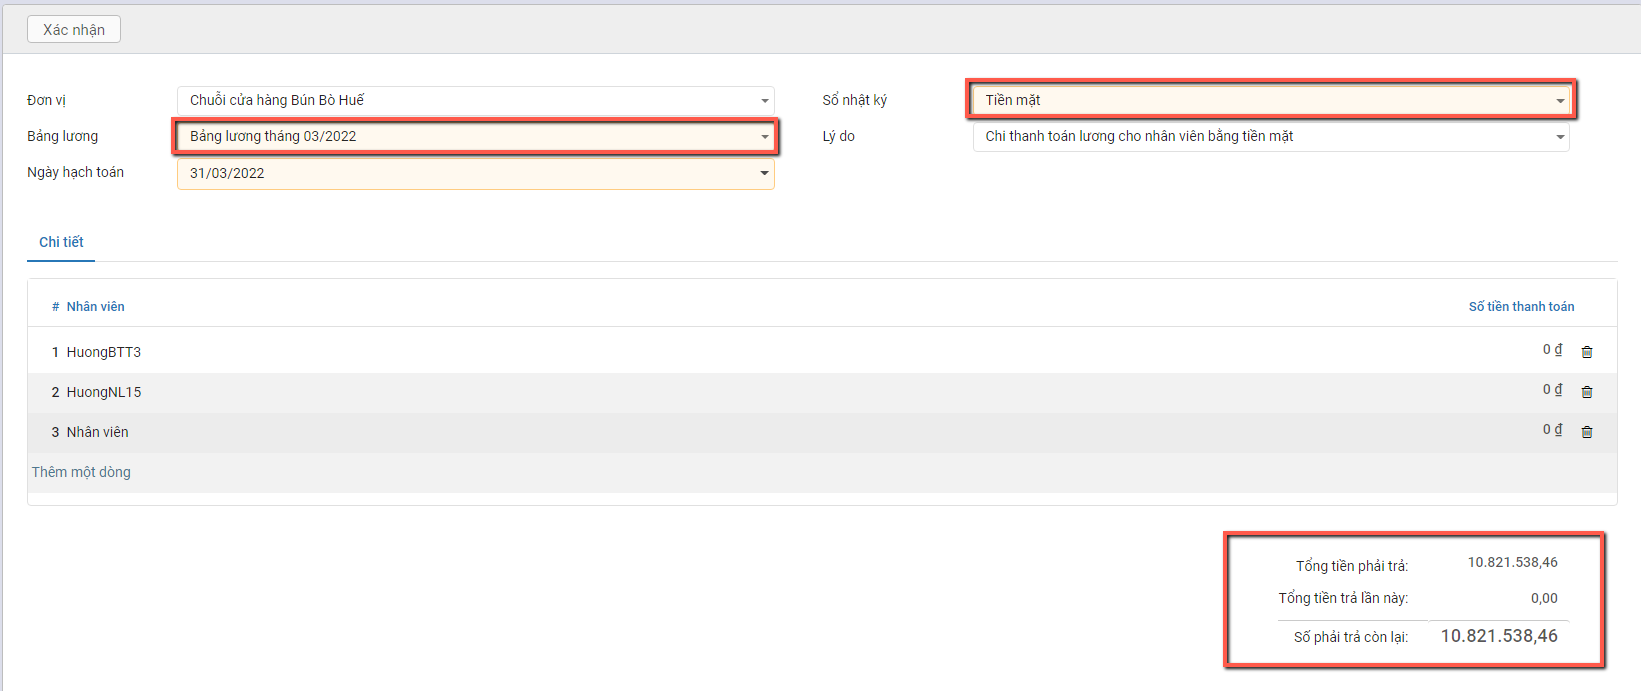 Xác nhận
Đơn vị Chuỗi cửa hàng Bún Bò Huế Sổ nhật ký Tiền mặt
Bảng lương Bảng lương tháng 03/2022 Lý do Chi thanh toán lương cho nhân viên bằng tiền mặt
Ngày hạch toán 31/03/2022
Chi tiết
# Nhân viên Số tiền thanh toán
1 HuongBTT3 0 ₫
2 HuongNL15 0 ₫
3 Nhân viên 0 ₫
Thêm một dòng
Tổng tiền phải trả: 10.821.538,46
Tổng tiền trả lần này: 0,00
Số phải trả còn lại: 10.821.538,46